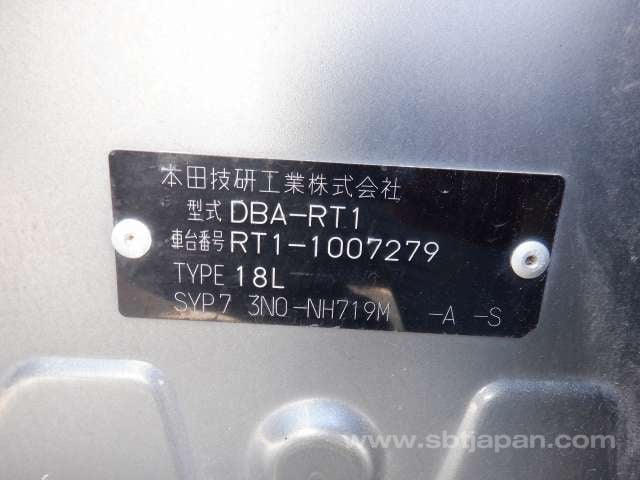 本田技研工業株式会社
型式 DBA-RT1
車台番号 RT1-1007279
TYPE 18L
SYP7 3N0-NH719M -A -S
www.sbtjapan.com